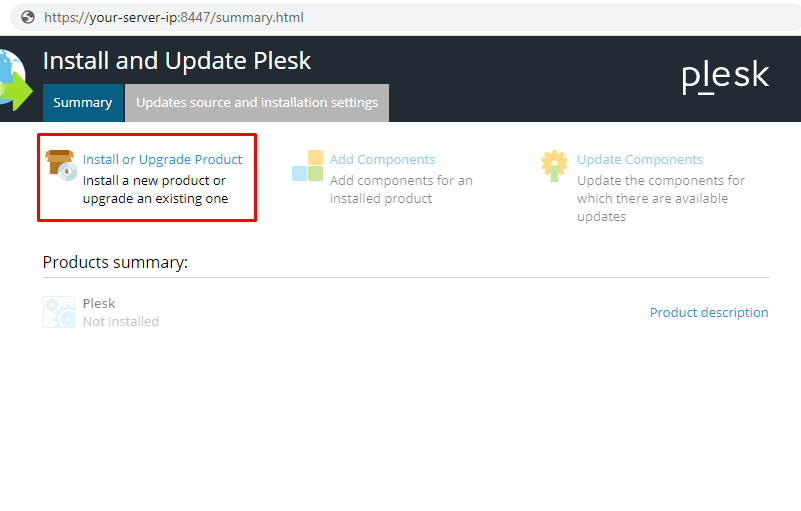 https://your-server-ip:8447/summary.html
Install and Update Plesk
plesk
Summary
Updates source and installation settings
Install or Upgrade Product
Install a new product or
upgrade an existing one
Add Components
Add components for an
installed product
Update Components
Update the components for
which there are available
updates
Products summary:
Plesk
Not installed
Product description